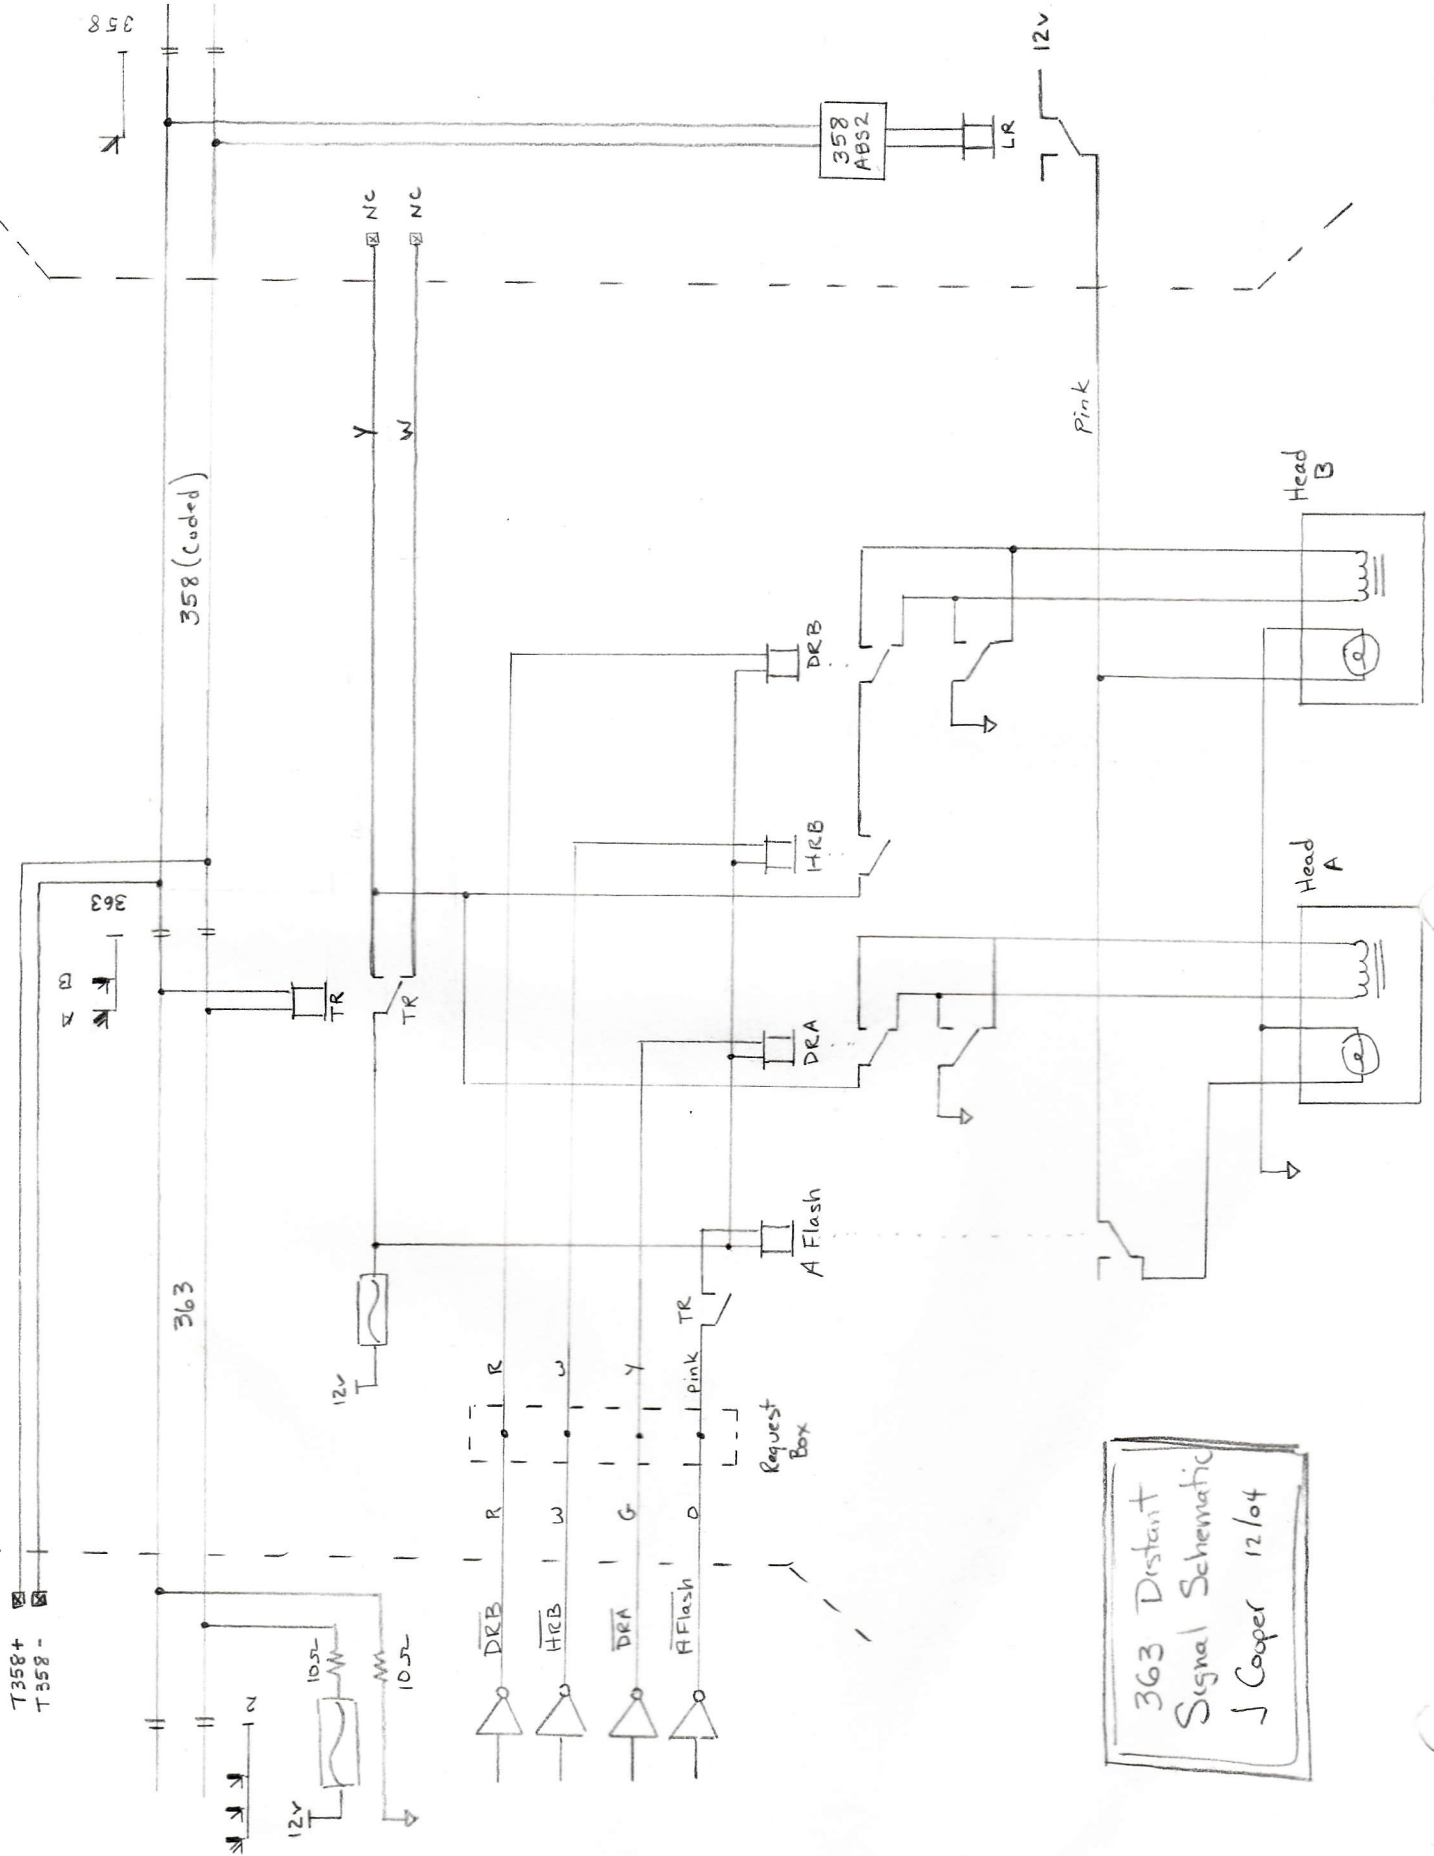 T358+
T358-
12v
10Ω
10Ω
2N
363
358 (Coded)
A
B
363
358
TR
TR
Y
W
NC
NC
12v
DRB
HRB
DRA
AFlash
R
W
G
O
Request
Box
R
W
Y
Pink
TR
A Flash
DRA
HRB
DRB
358
ABS2
LR
12v
Pink
Head
A
Head
B
e
e
363 Distant
Signal Schematic
J Cooper 12/04